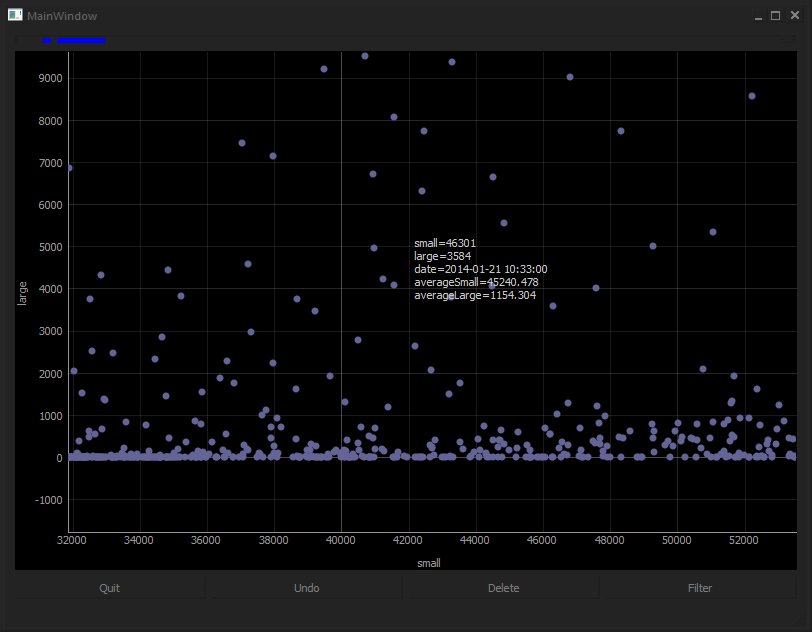 MainWindow
9000
8000
7000
6000
5000
4000
3000
2000
1000
0
-1000
large
small=46301
large=3584
date=2014-01-21 10:33:00
averageSmall=45240.478
averageLarge=1154.304
32000 34000 36000 38000 40000 42000 44000 46000 48000 50000 52000
small
Quit Undo Delete Filter